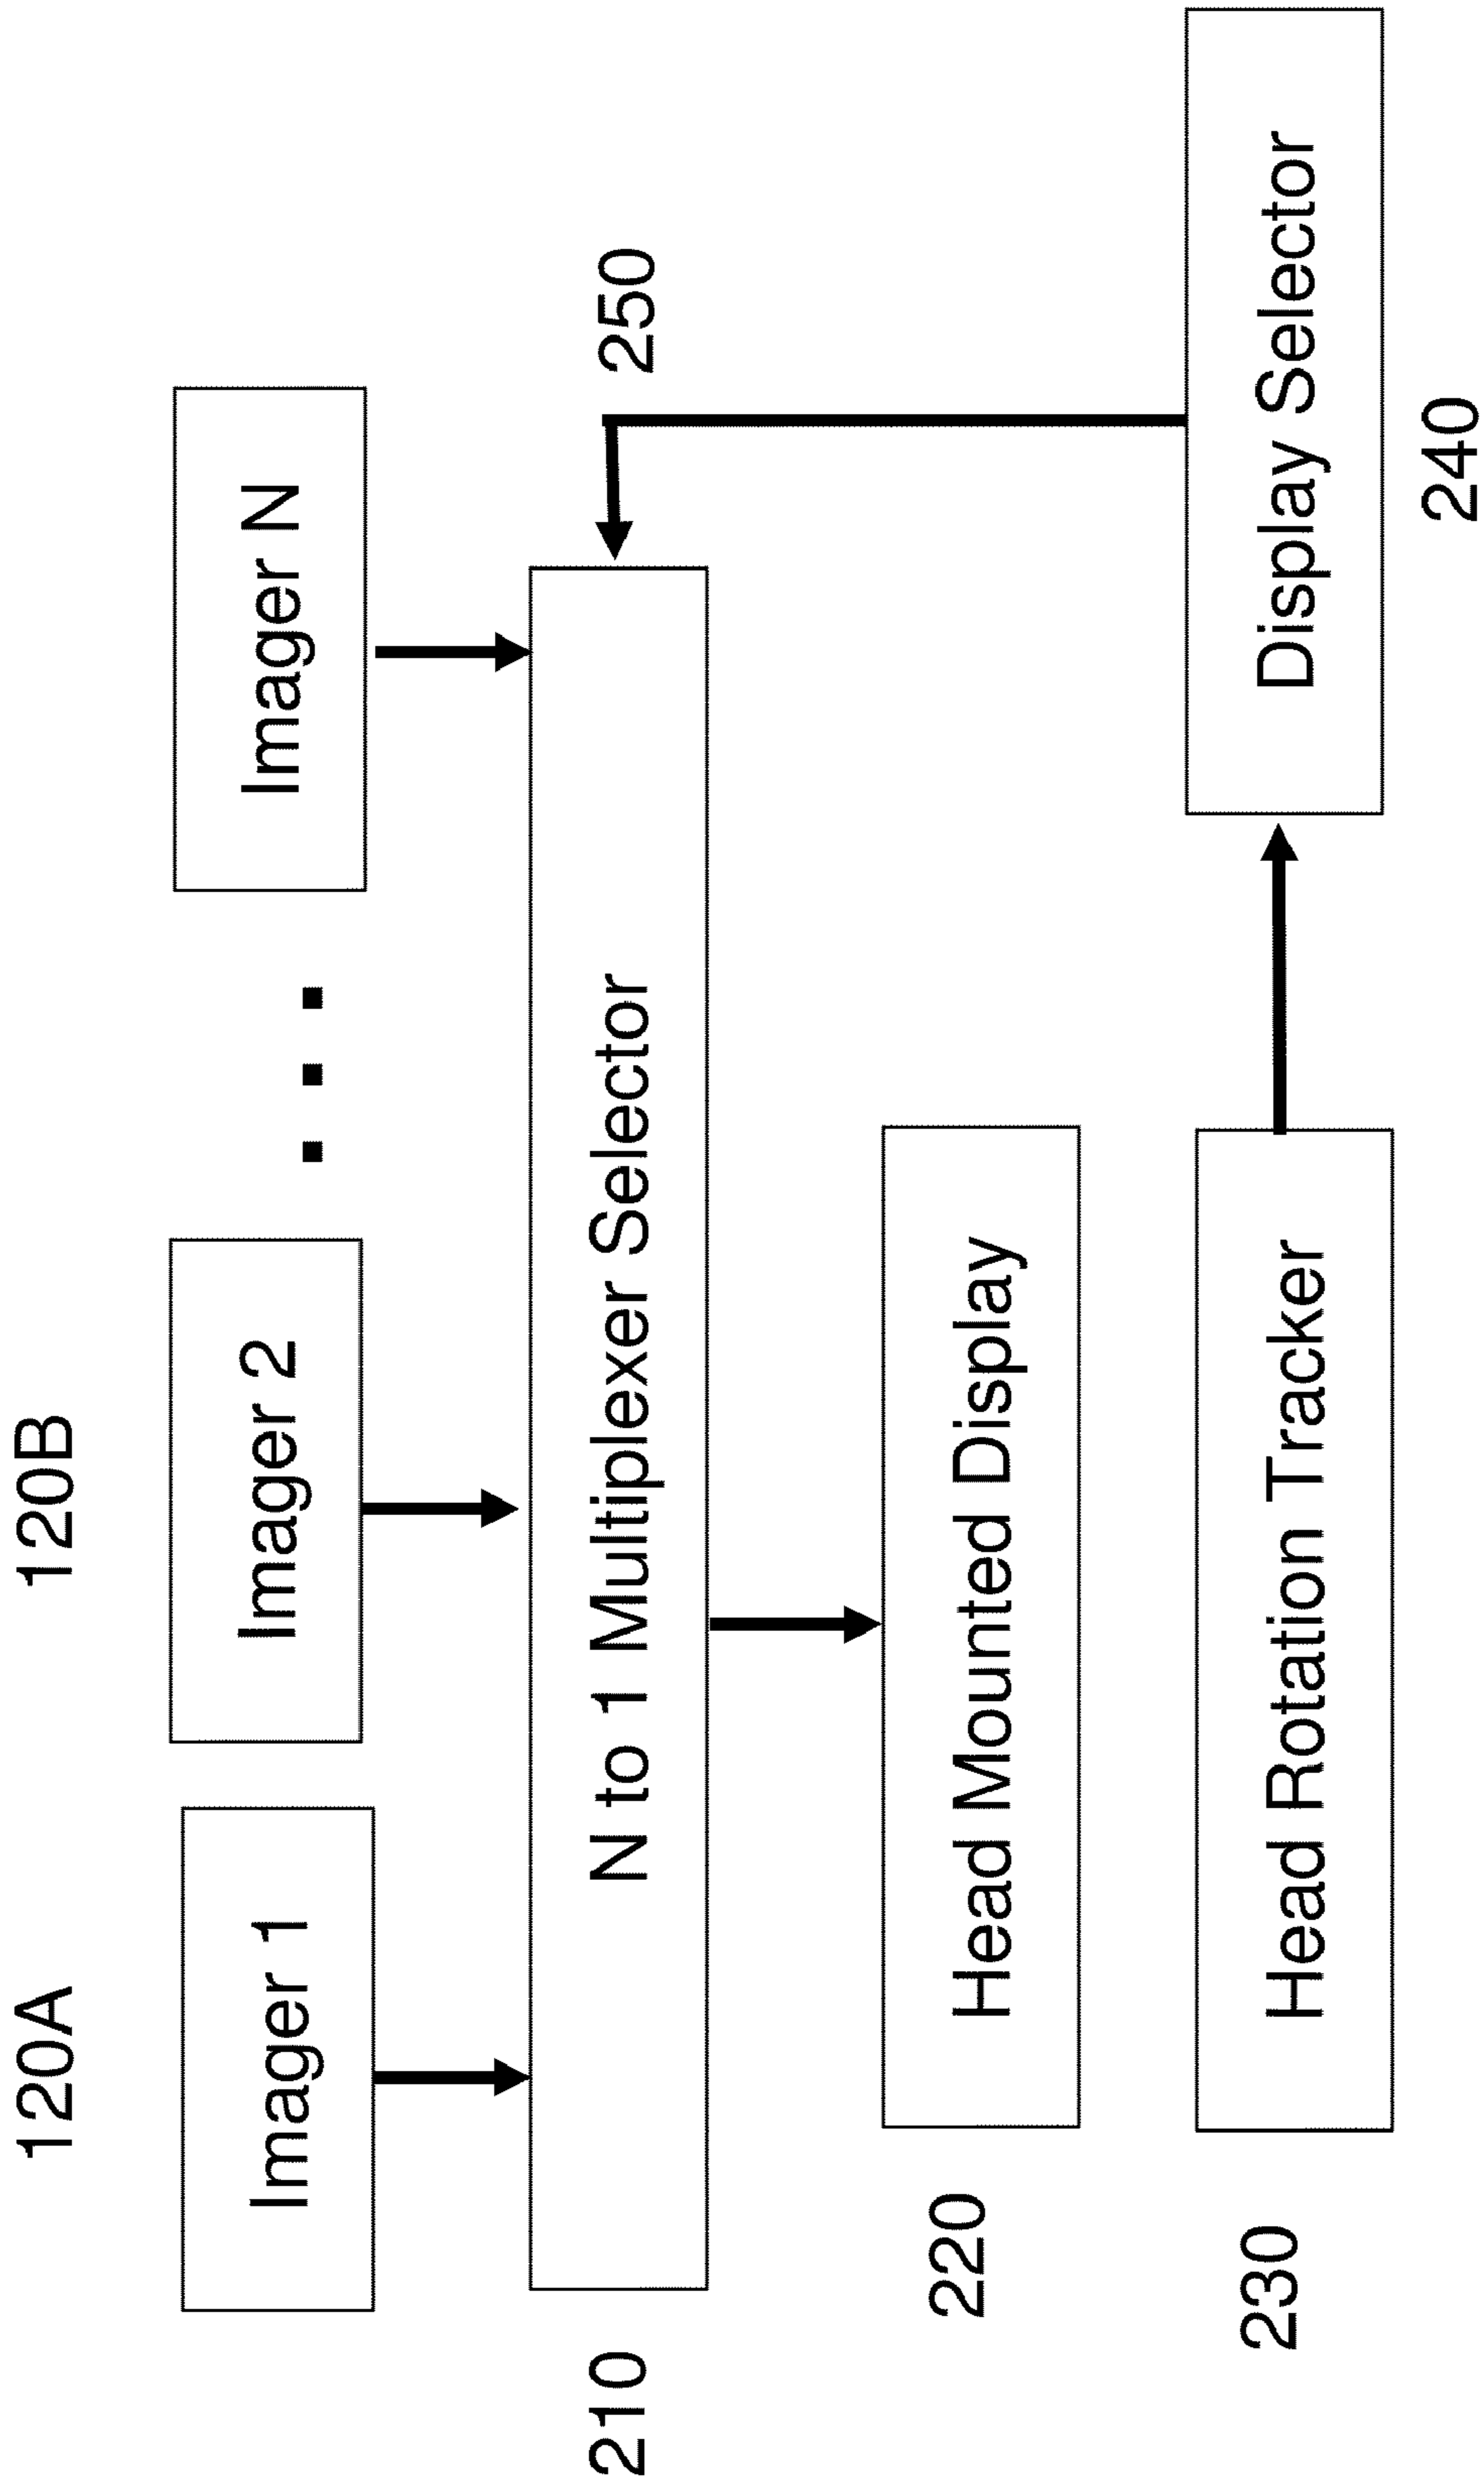 120A
120B
Imager 1
Imager 2
Imager N
250
210
N to 1 Multiplexer Selector
220
Head Mounted Display
230
Head Rotation Tracker
Display Selector
240